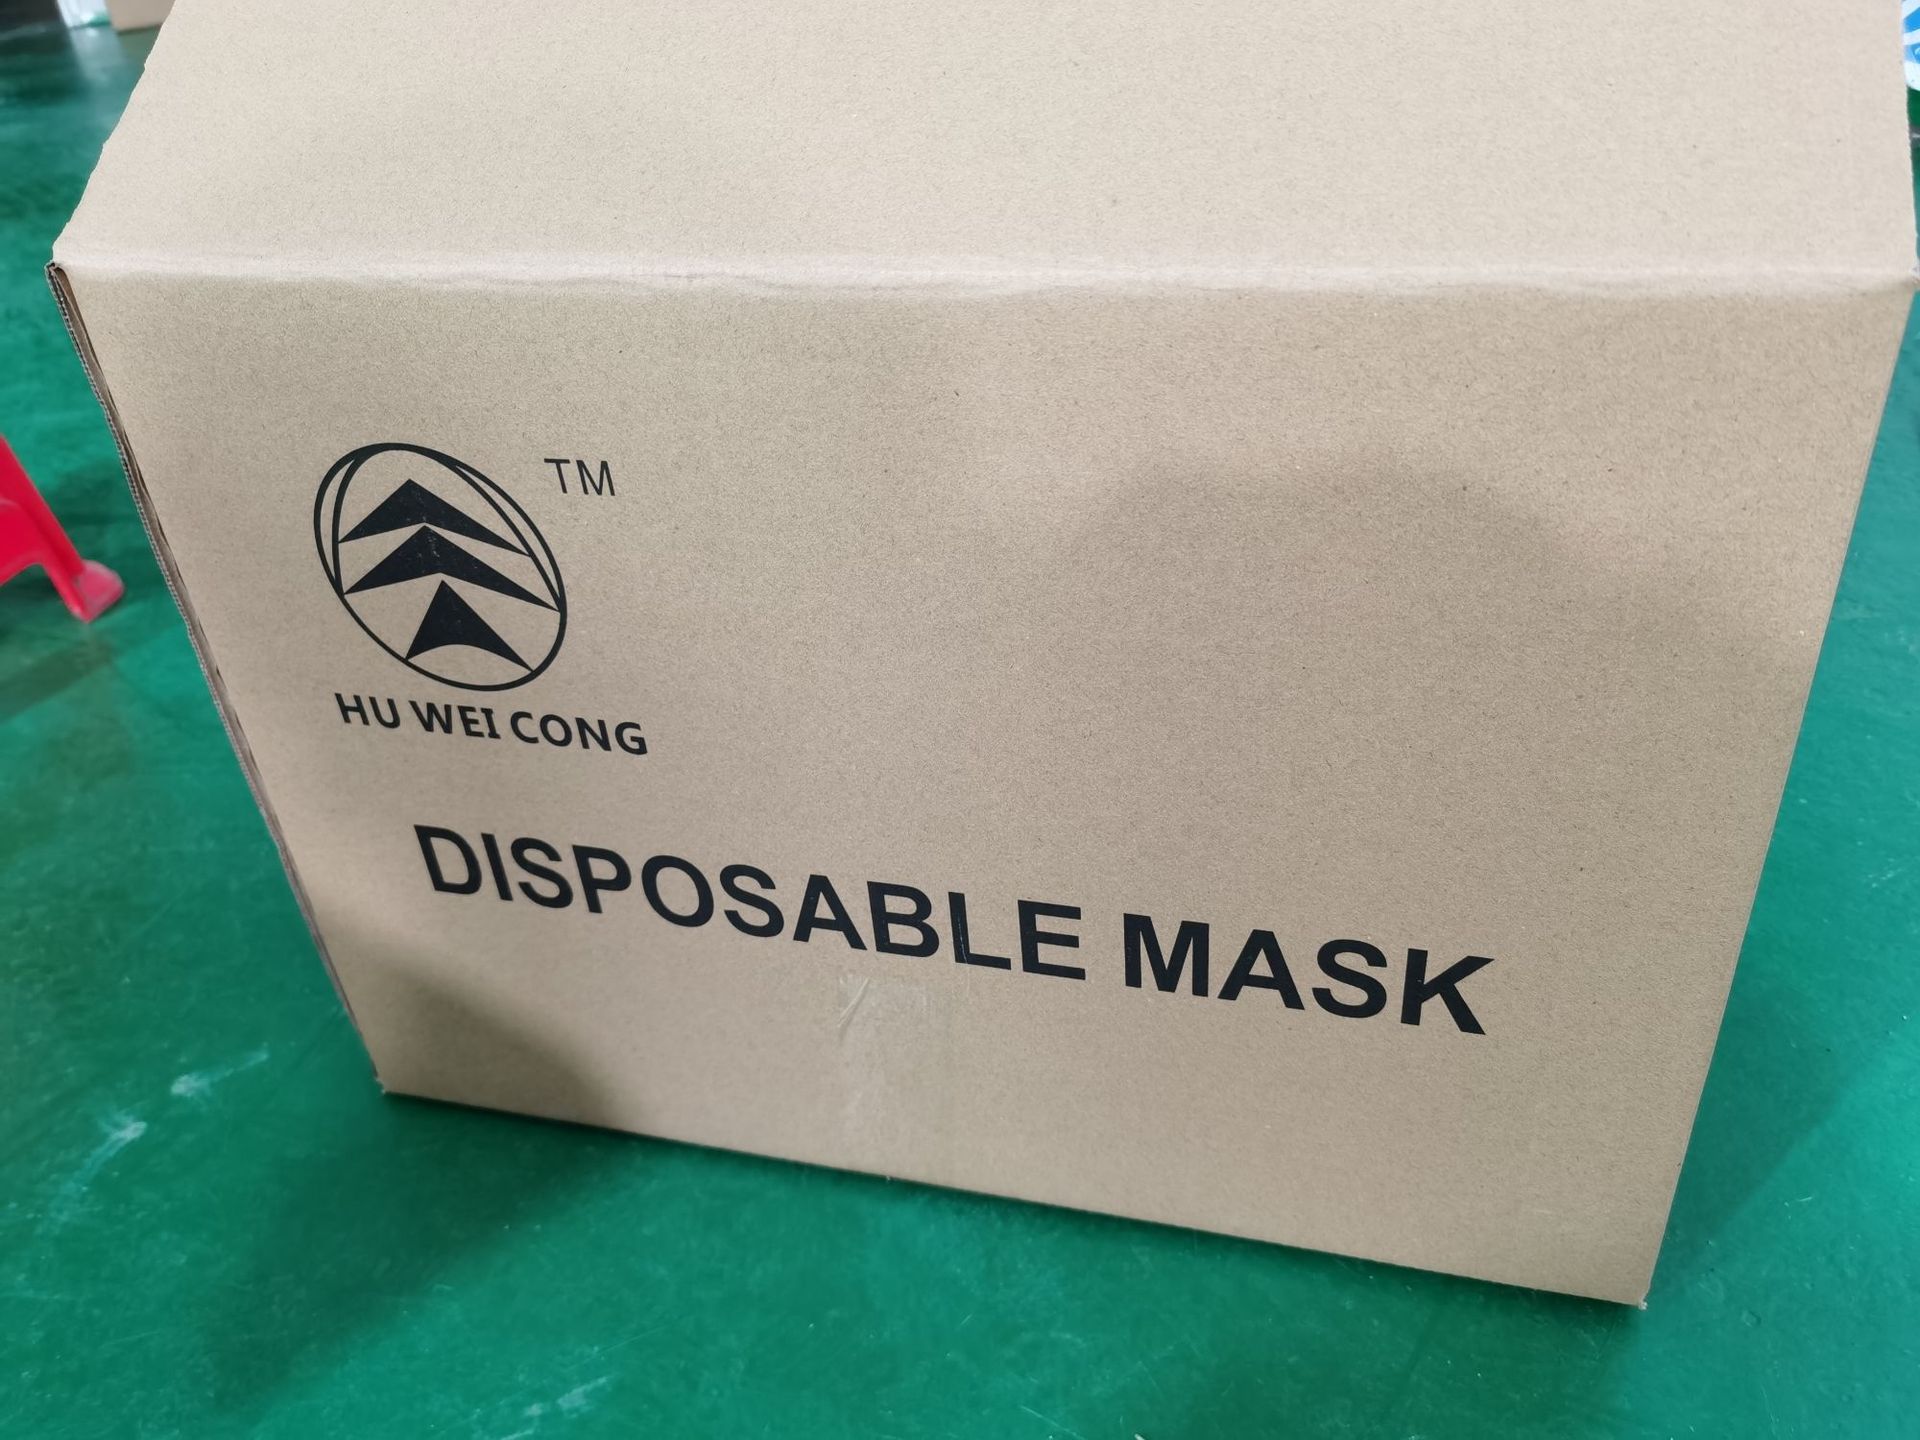 TM
HU WEI CONG
DISPOSABLE MASK